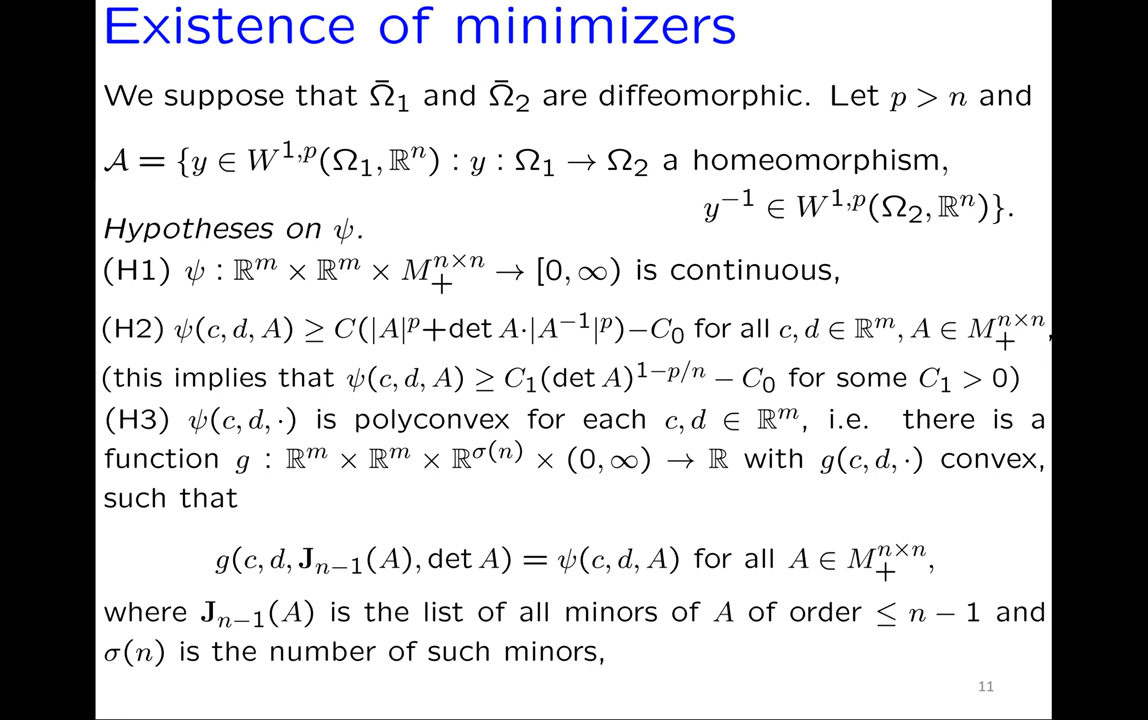 Existence of minimizers
We suppose that Ω̄₁ and Ω̄₂ are diffeomorphic. Let p > n and
𝒜 = {y ∈ W^{1,p}(Ω₁, ℝⁿ) : y : Ω₁ → Ω₂ a homeomorphism,
y⁻¹ ∈ W^{1,p}(Ω₂, ℝⁿ)}.
Hypotheses on ψ.
(H1) ψ : ℝᵐ × ℝᵐ × M₊ⁿˣⁿ → [0, ∞) is continuous,
(H2) ψ(c, d, A) ≥ C(|A|ᵖ+det A·|A⁻¹|ᵖ)−C₀ for all c, d ∈ ℝᵐ, A ∈ M₊ⁿˣⁿ,
(this implies that ψ(c, d, A) ≥ C₁(det A)^{1−p/n} − C₀ for some C₁ > 0)
(H3) ψ(c, d, ·) is polyconvex for each c, d ∈ ℝᵐ, i.e. there is a
function g : ℝᵐ × ℝᵐ × ℝ^{σ(n)} × (0, ∞) → ℝ with g(c, d, ·) convex,
such that
g(c, d, J_{n−1}(A), det A) = ψ(c, d, A) for all A ∈ M₊ⁿˣⁿ,
where J_{n−1}(A) is the list of all minors of A of order ≤ n − 1 and
σ(n) is the number of such minors,
11